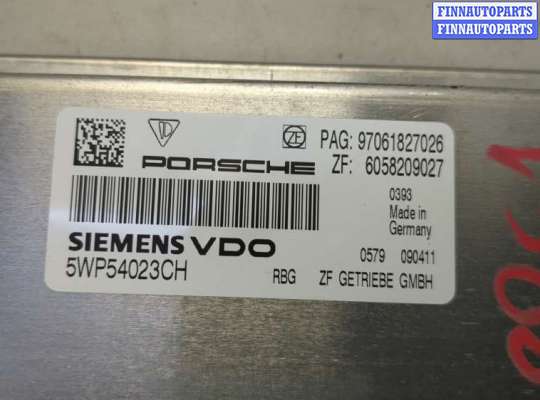 FINNAUTOPARTS
FINNAUTOPARTS
ZF
PAG: 97061827026
PORSCHE
ZF: 6058209027
0393
Made in
Germany
SIEMENS VDO
5WP54023CH
0579 090411
RBG ZF GETRIEBE GMBH